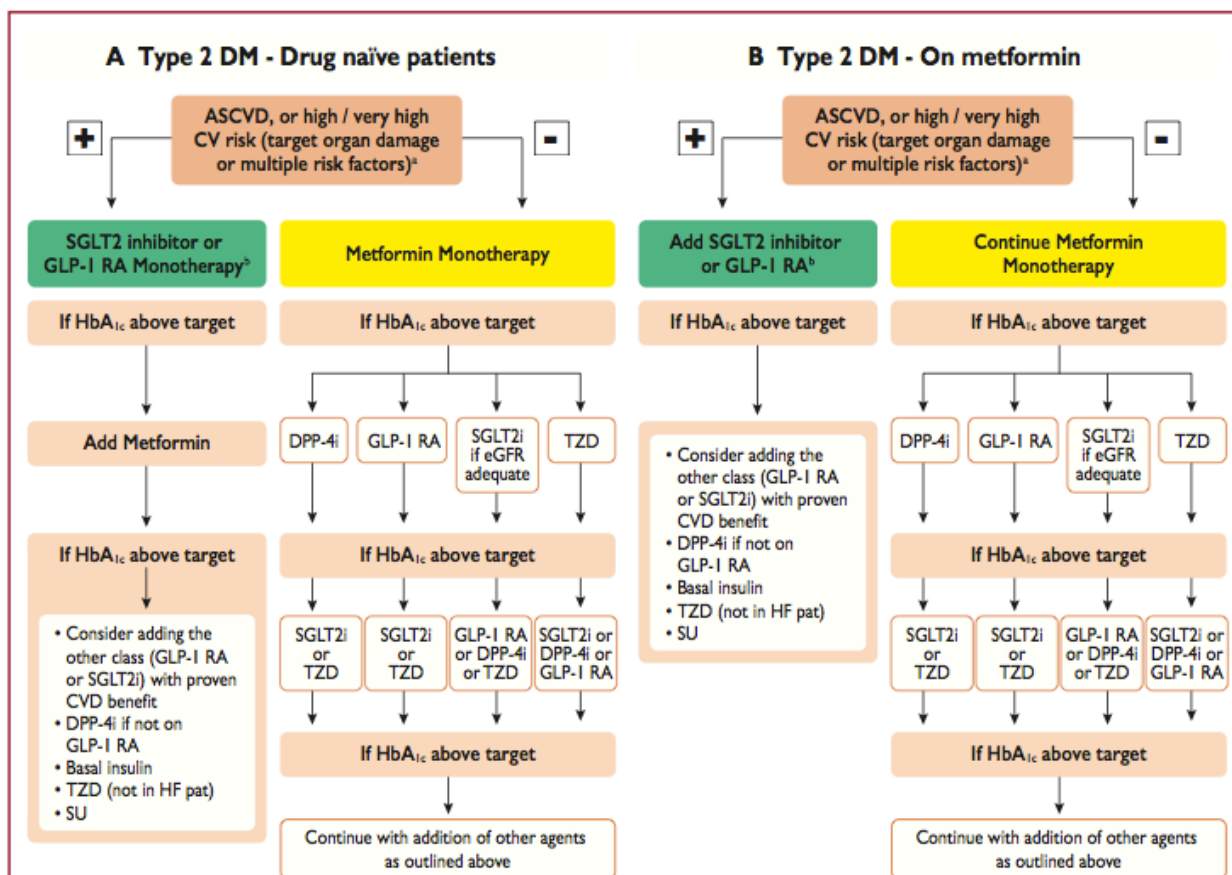 A Type 2 DM - Drug naïve patients
+
ASCVD, or high / very high
CV risk (target organ damage
or multiple risk factors)ᵃ
-
SGLT2 inhibitor or
GLP-1 RA Monotherapyᵇ
Metformin Monotherapy
If HbA₁c above target
If HbA₁c above target
Add Metformin
DPP-4i
GLP-1 RA
SGLT2i
if eGFR
adequate
TZD
If HbA₁c above target
If HbA₁c above target
• Consider adding the
other class (GLP-1 RA
or SGLT2i) with proven
CVD benefit
• DPP-4i if not on
GLP-1 RA
• Basal insulin
• TZD (not in HF pat)
• SU
SGLT2i
or
TZD
SGLT2i
or
TZD
GLP-1 RA
or DPP-4i
or TZD
SGLT2i or
DPP-4i or
GLP-1 RA
If HbA₁c above target
Continue with addition of other agents
as outlined above
B Type 2 DM - On metformin
+
ASCVD, or high / very high
CV risk (target organ damage
or multiple risk factors)ᵃ
-
Add SGLT2 inhibitor
or GLP-1 RAᵇ
Continue Metformin
Monotherapy
If HbA₁c above target
If HbA₁c above target
• Consider adding the
other class (GLP-1 RA
or SGLT2i) with proven
CVD benefit
• DPP-4i if not on
GLP-1 RA
• Basal insulin
• TZD (not in HF pat)
• SU
DPP-4i
GLP-1 RA
SGLT2i
if eGFR
adequate
TZD
If HbA₁c above target
SGLT2i
or
TZD
SGLT2i
or
TZD
GLP-1 RA
or DPP-4i
or TZD
SGLT2i or
DPP-4i or
GLP-1 RA
If HbA₁c above target
Continue with addition of other agents
as outlined above